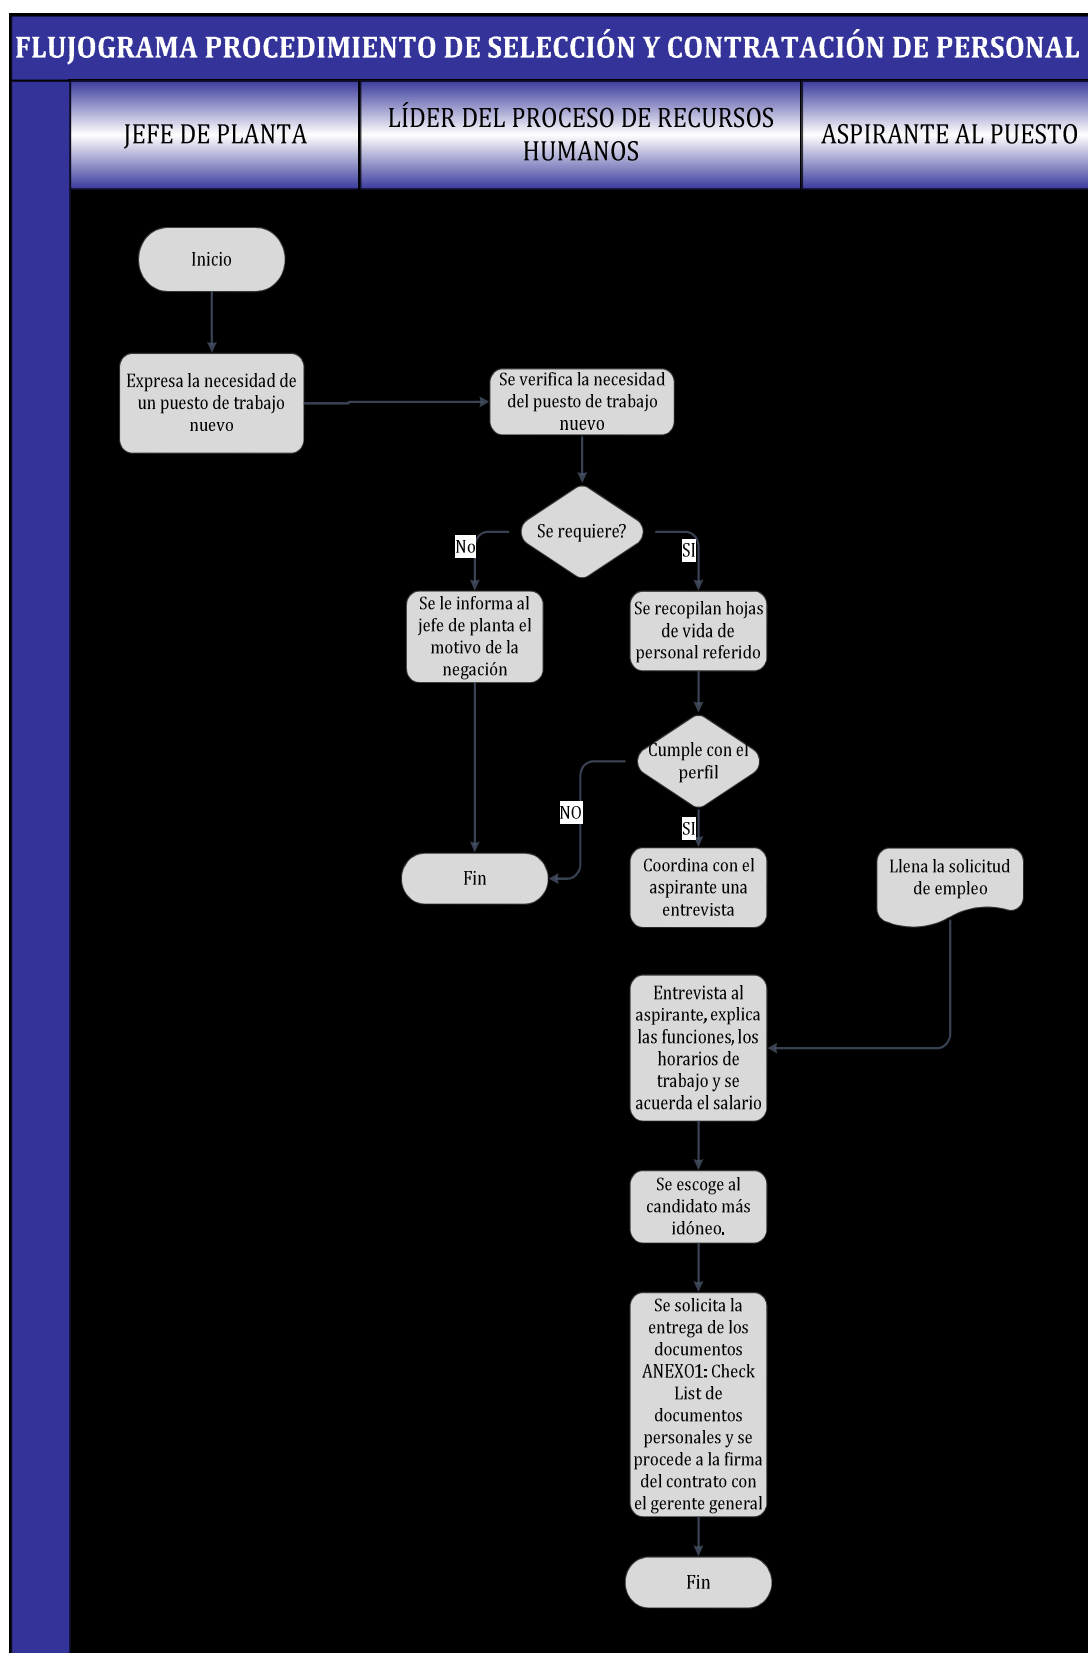 FLUJOGRAMA PROCEDIMIENTO DE SELECCIÓN Y CONTRATACIÓN DE PERSONAL
JEFE DE PLANTA
LÍDER DEL PROCESO DE RECURSOS
HUMANOS
ASPIRANTE AL PUESTO
Inicio
Expresa la necesidad de
un puesto de trabajo
nuevo
Se verifica la necesidad
del puesto de trabajo
nuevo
Se requiere?
No
SI
Se le informa al
jefe de planta el
motivo de la
negación
Se recopilan hojas
de vida de
personal referido
Cumple con el
perfil
NO
SI
Fin
Coordina con el
aspirante una
entrevista
Llena la solicitud
de empleo
Entrevista al
aspirante, explica
las funciones, los
horarios de
trabajo y se
acuerda el salario
Se escoge al
candidato más
idóneo.
Se solicita la
entrega de los
documentos
ANEXO1: Check
List de
documentos
personales y se
procede a la firma
del contrato con
el gerente general
Fin